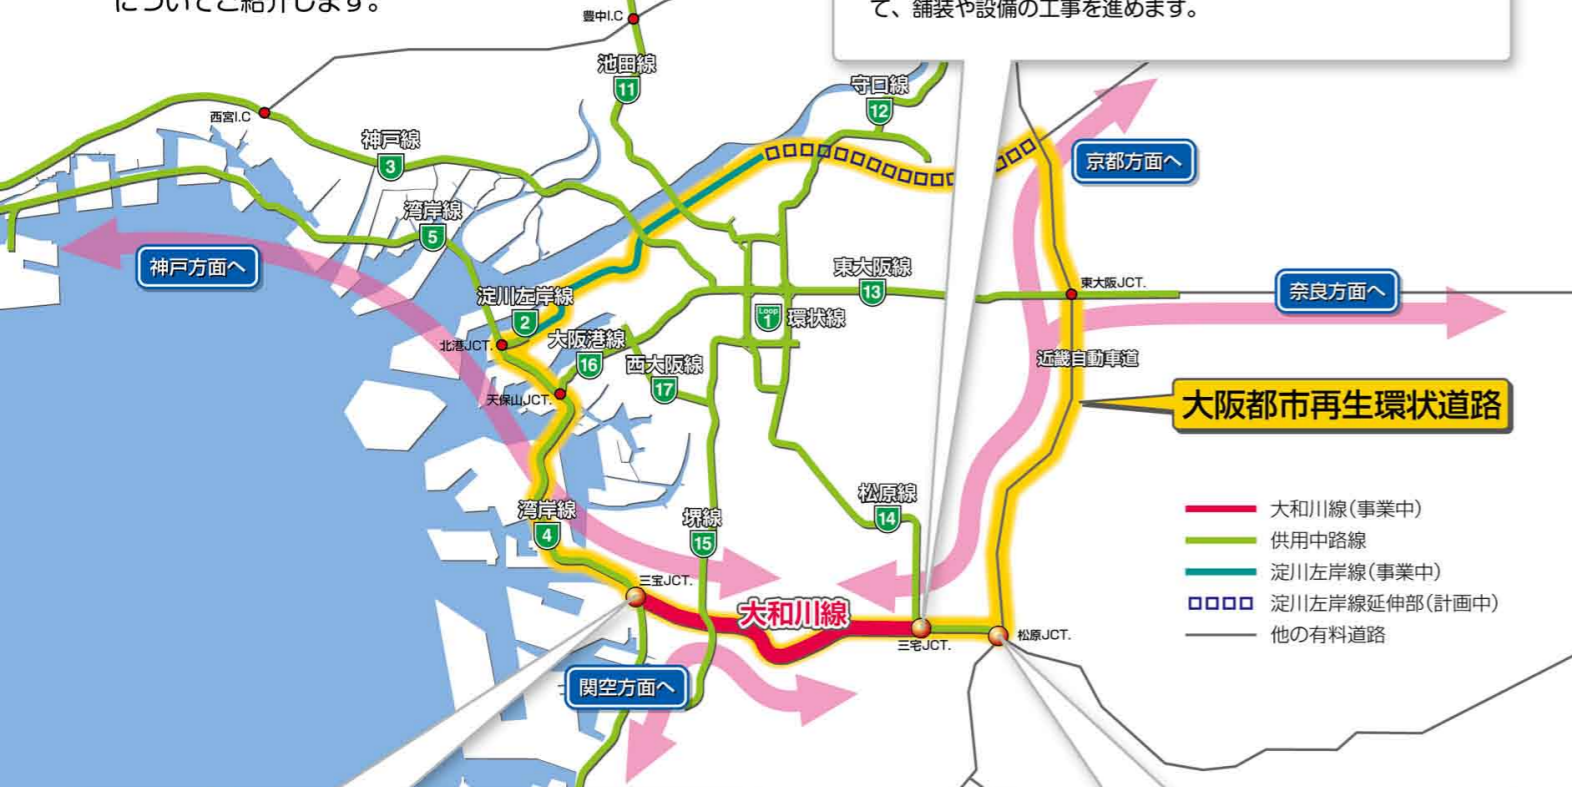 についてご紹介します。
て、舗装や設備の工事を進めます。
豊中I.C
池田線
11
守口線
12
西宮I.C
神戸線
3
京都方面へ
湾岸線
5
神戸方面へ
東大阪線
13
東大阪JCT.
奈良方面へ
淀川左岸線
2
Loop
1
環状線
北港JCT.
大阪港線
16
西大阪線
17
近畿自動車道
天保山JCT.
大阪都市再生環状道路
松原線
14
湾岸線
4
堺線
15
大和川線(事業中)
供用中路線
淀川左岸線(事業中)
淀川左岸線延伸部(計画中)
他の有料道路
三宝JCT.
大和川線
三宅JCT.
松原JCT.
関空方面へ